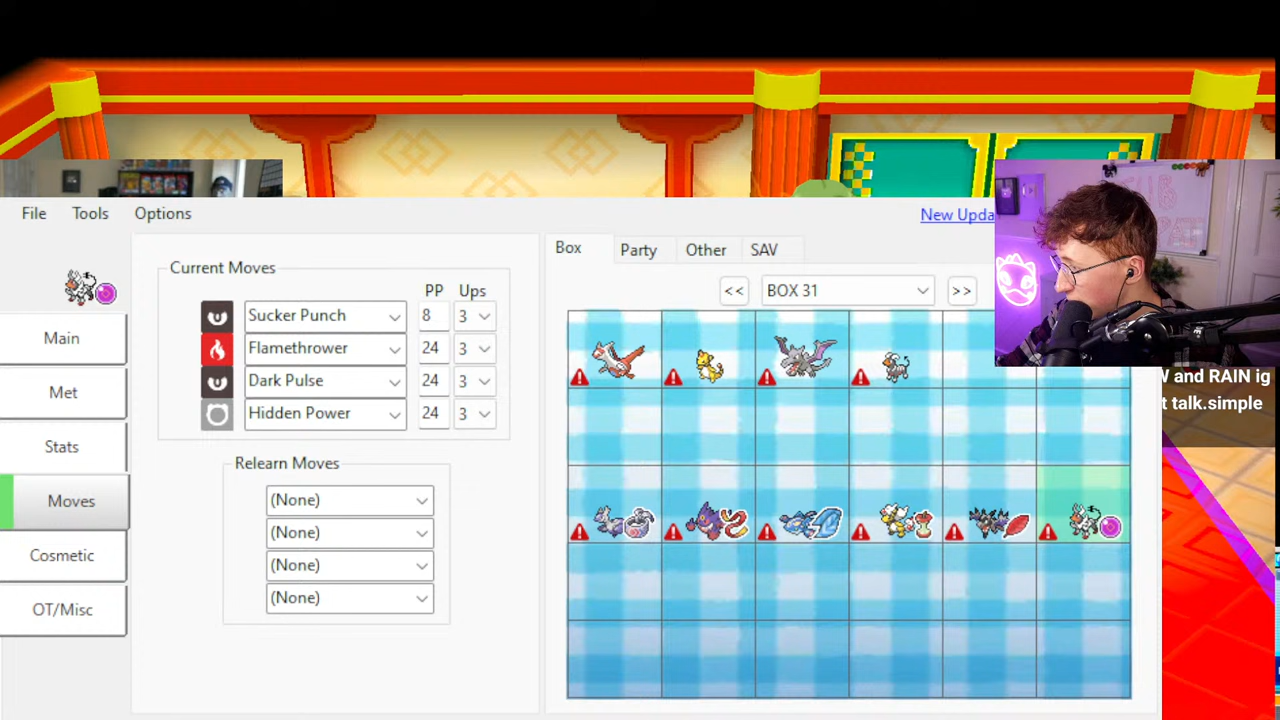 File Tools Options New Upda
Box Party Other SAV
Current Moves
PP Ups
<< BOX 31 >>
Sucker Punch 8 3
Main
Flamethrower 24 3
Dark Pulse 24 3
Met
Hidden Power 24 3
Stats
Relearn Moves
Moves
(None)
(None)
Cosmetic
(None)
OT/Misc
(None)
W and RAIN ig
t talk.simple